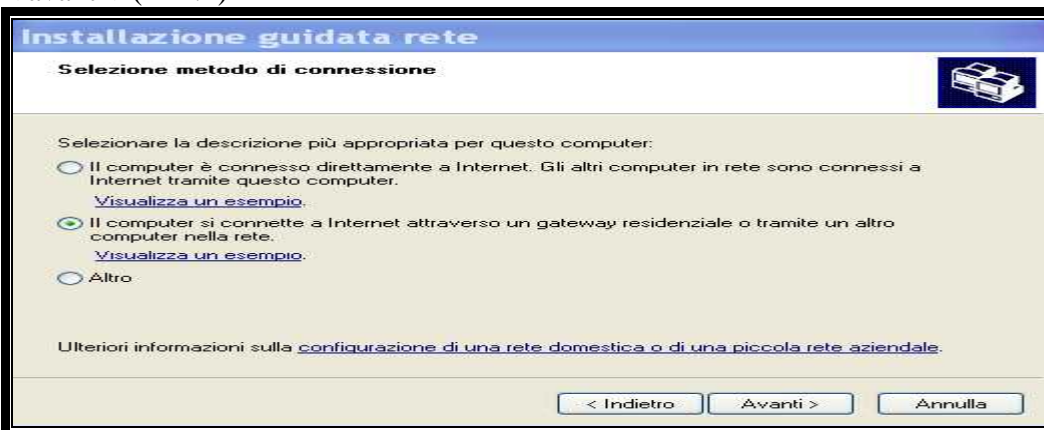 Installazione guidata rete
Selezione metodo di connessione
Selezionare la descrizione più appropriata per questo computer:
Il computer è connesso direttamente a Internet. Gli altri computer in rete sono connessi a
Internet tramite questo computer.
Visualizza un esempio.
Il computer si connette a Internet attraverso un gateway residenziale o tramite un altro
computer nella rete.
Visualizza un esempio.
Altro
Ulteriori informazioni sulla configurazione di una rete domestica o di una piccola rete aziendale.
< Indietro Avanti > Annulla